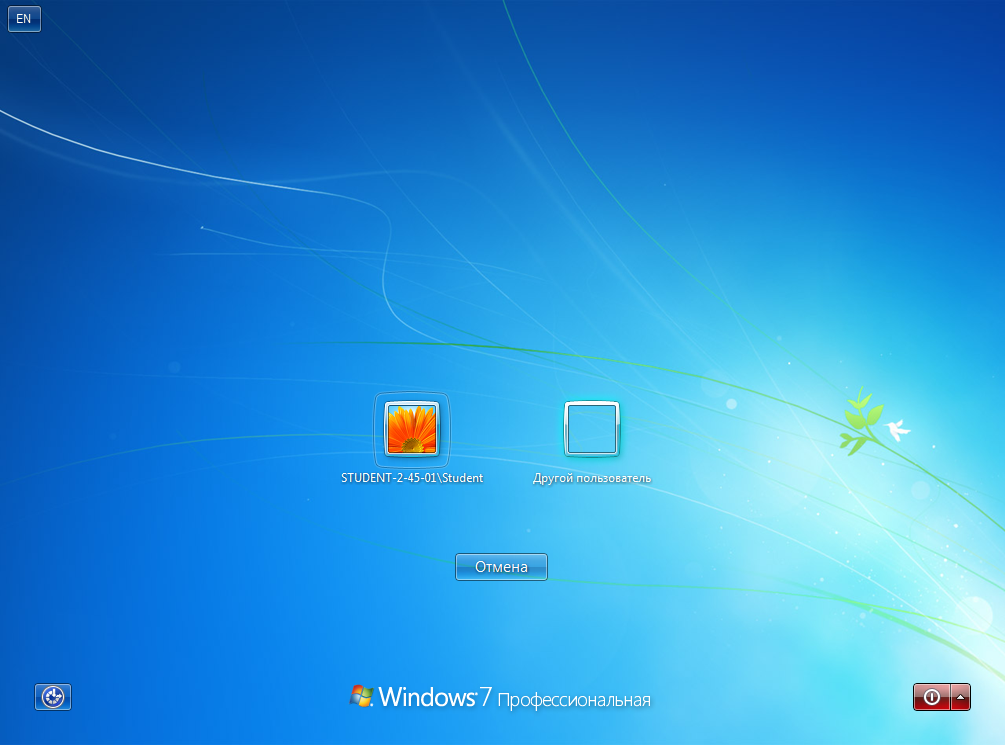 EN
STUDENT-2-45-01\Student
Другой пользователь
Отмена
Windows 7 Профессиональная